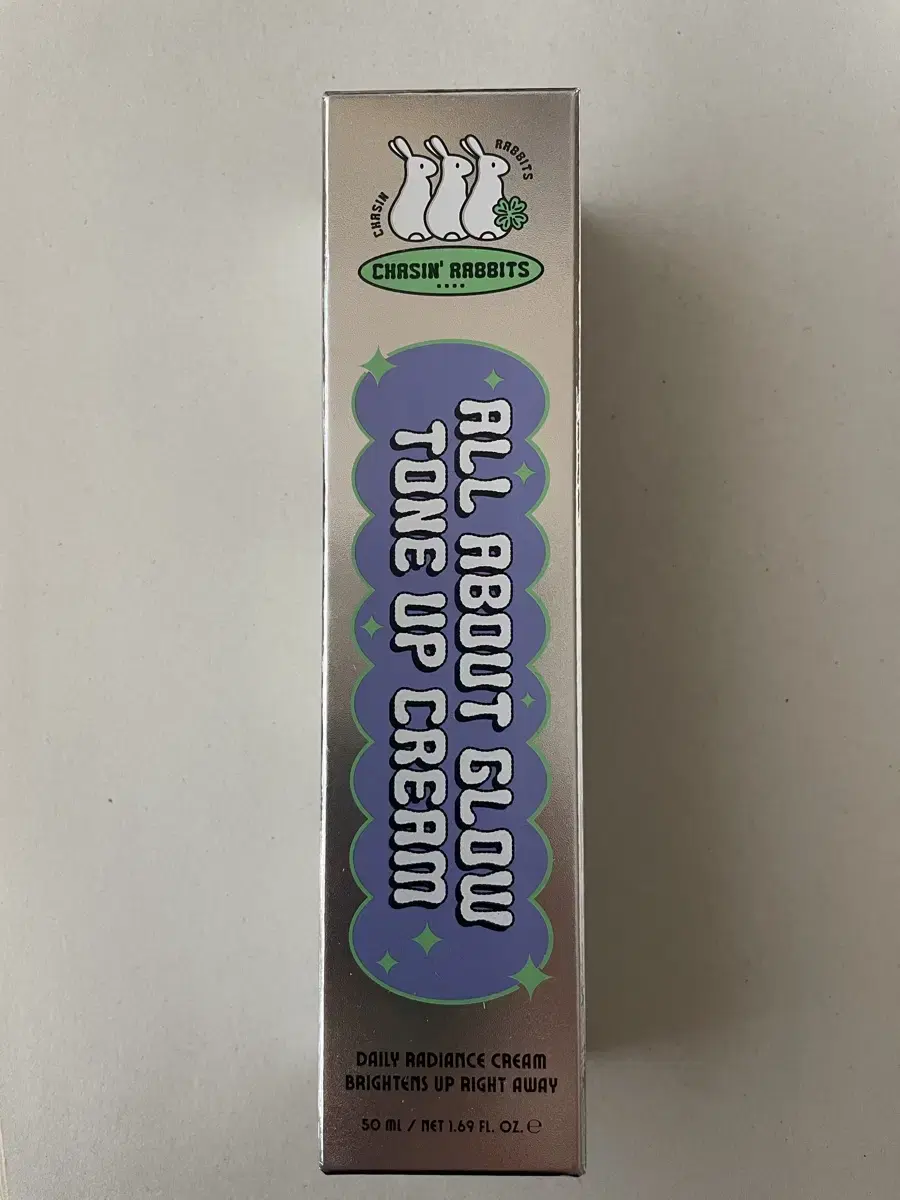 CHASIN
RABBITS
CHASIN' RABBITS
ALL ABOUT GLOW
TONE UP CREAM
DAILY RADIANCE CREAM
BRIGHTENS UP RIGHT AWAY
50 ML / NET 1.69 FL. OZ. ℮